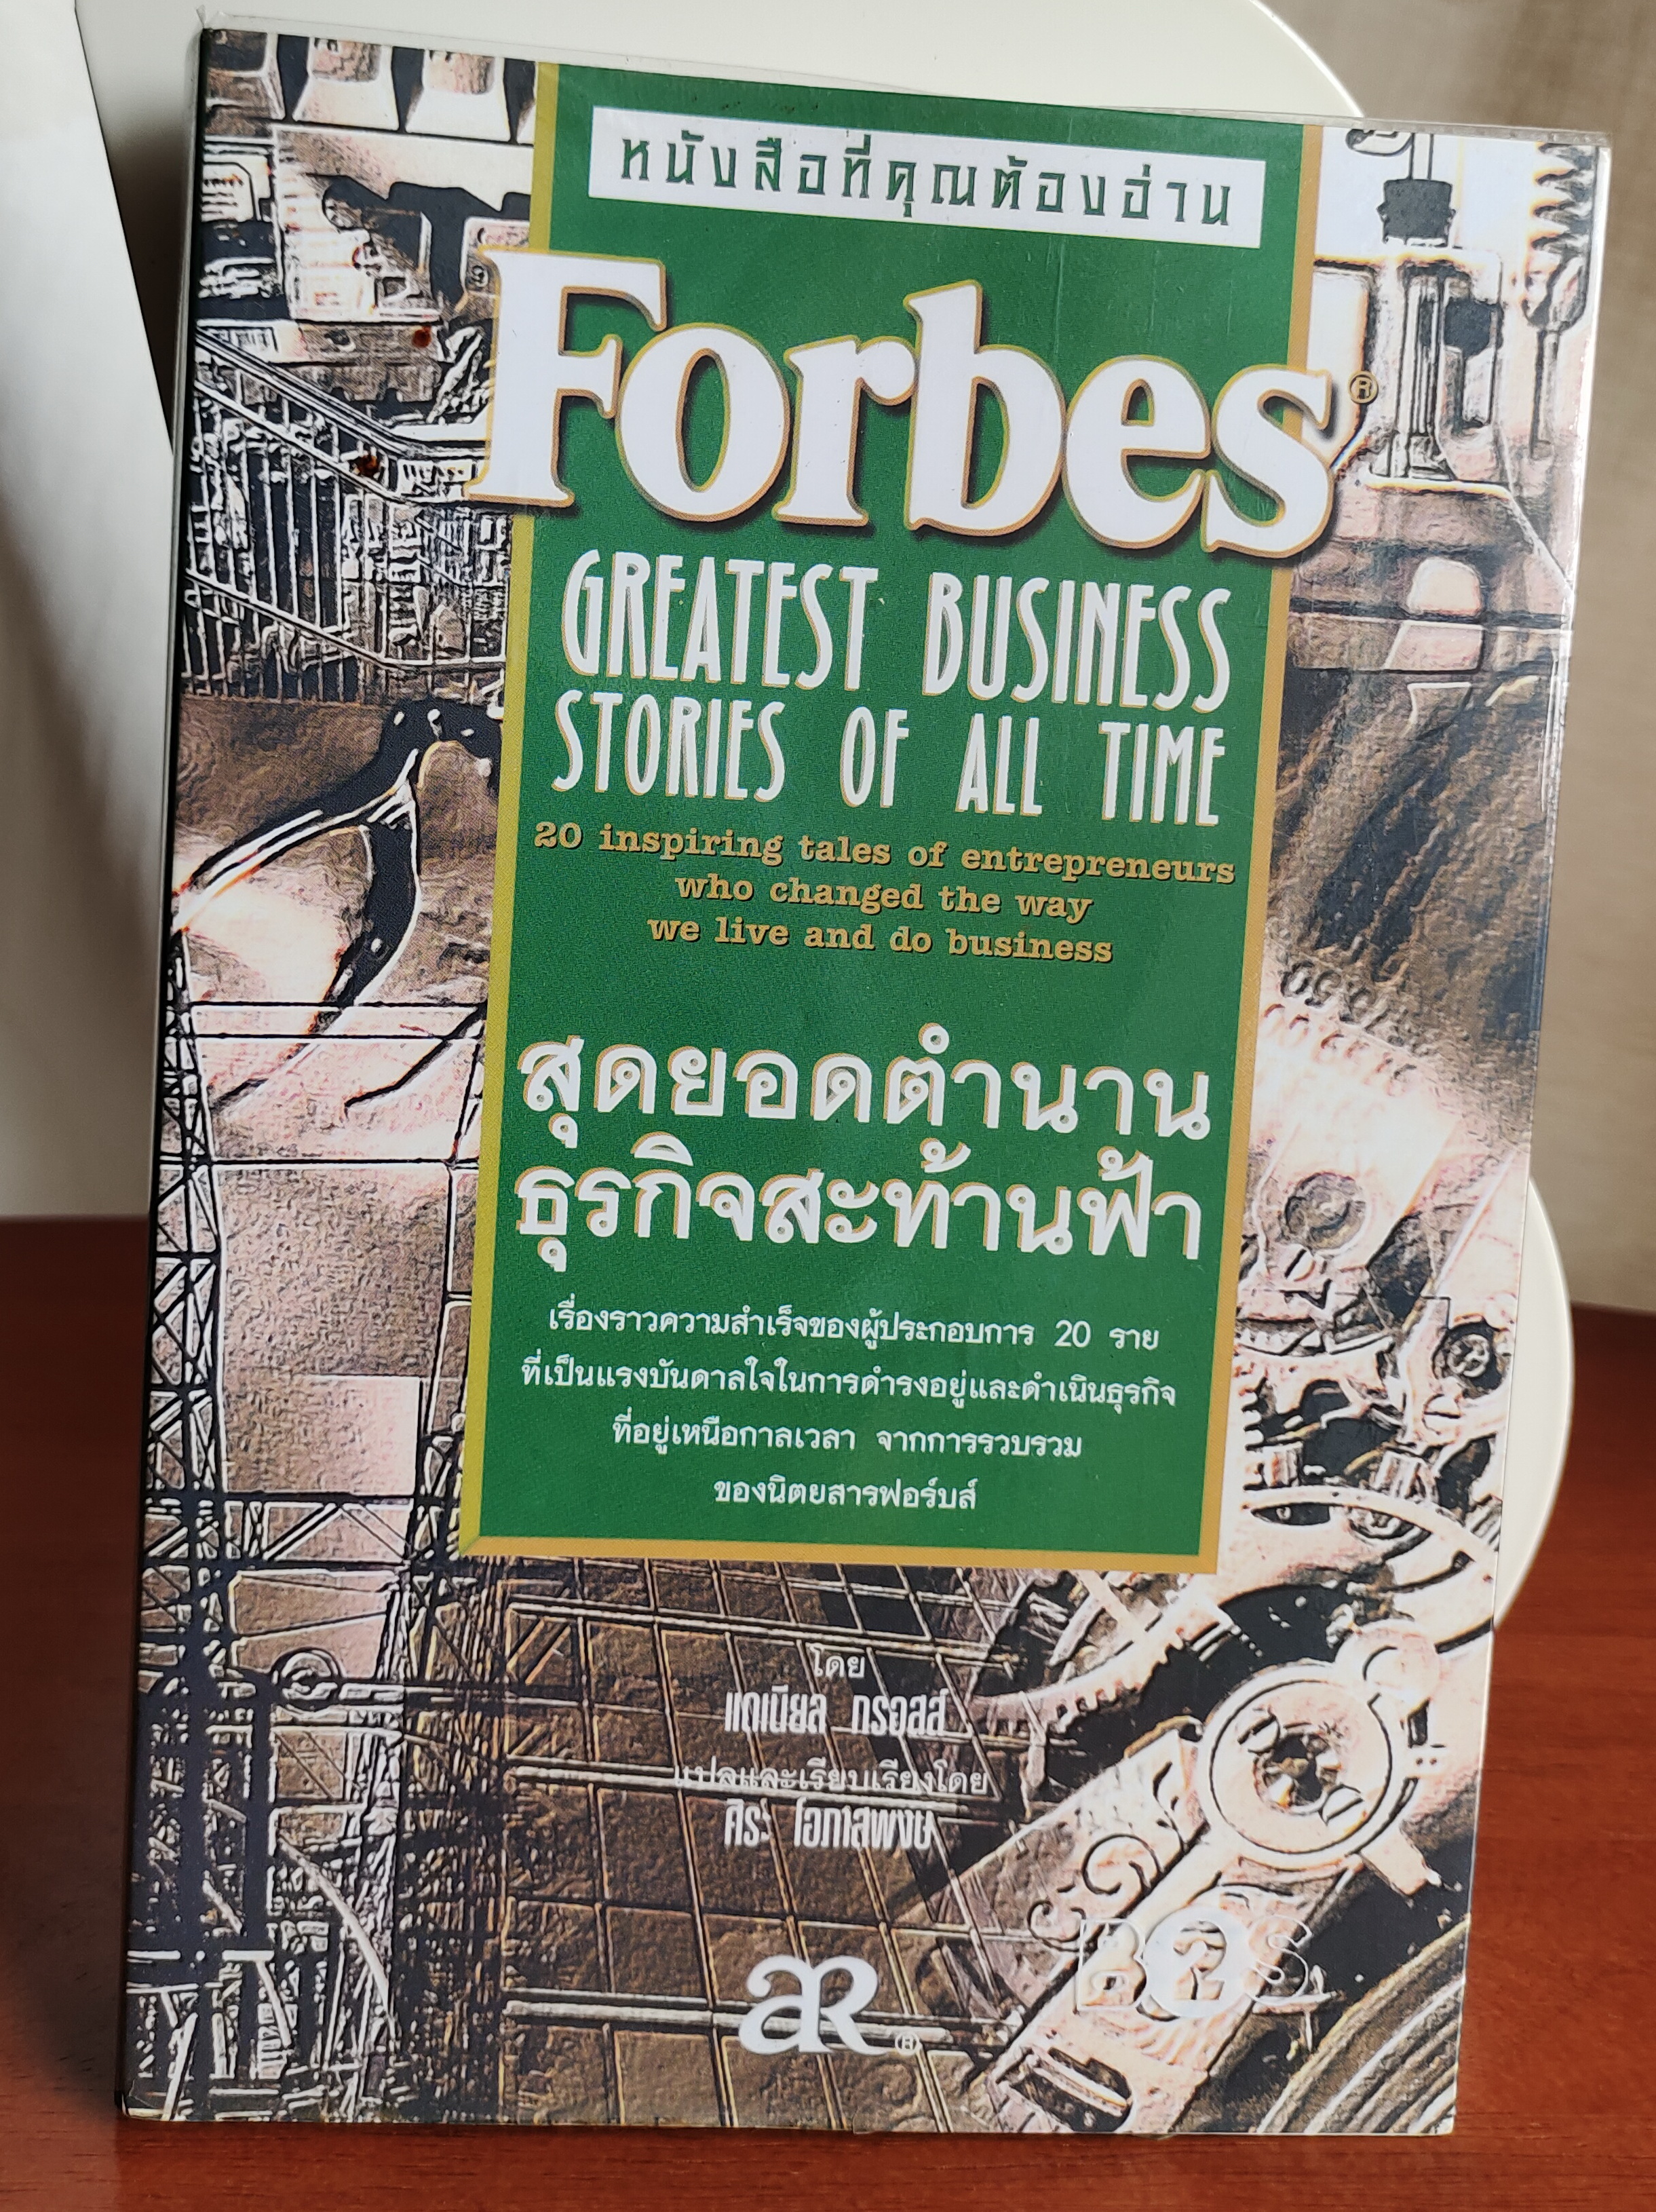 หนังสือที่คุณต้องอ่าน
Forbes®
GREATEST BUSINESS
STORIES OF ALL TIME
20 inspiring tales of entrepreneurs
who changed the way
we live and do business
สุดยอดตำนาน
ธุรกิจสะท้านฟ้า
เรื่องราวความสำเร็จของผู้ประกอบการ 20 ราย
ที่เป็นแรงบันดาลใจในการดำรงอยู่และดำเนินธุรกิจ
ที่อยู่เหนือกาลเวลา จากการรวบรวม
ของนิตยสารฟอร์บส์
โดย
แดเนียล กรอสส์
แปลและเรียบเรียงโดย
ศิระ โอภาสพงษ์
aR®
B2S